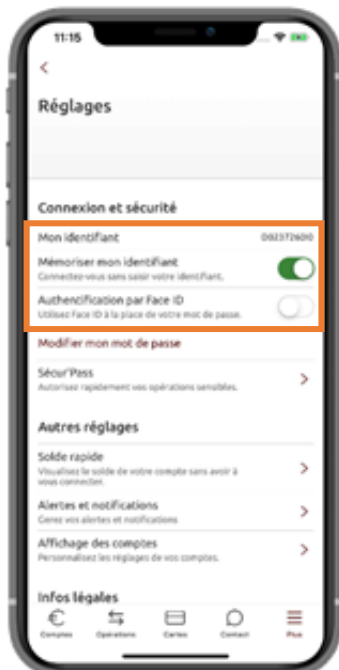 11:15
Réglages
Connexion et sécurité
Mon identifiant
Mémoriser mon identifiant
Connectez-vous sans saisir votre identifiant.
Authentification par Face ID
Utilisez Face ID à la place de votre mot de passe.
Modifier mon mot de passe
Sécur'Pass
Autorisez rapidement vos opérations sensibles.
Autres réglages
Solde rapide
Visualisez le solde de votre compte sans avoir à
vous connecter.
Alertes et notifications
Gérez vos alertes et notifications
Affichage des comptes
Personnalisez les réglages de vos comptes.
Infos légales
Comptes Opérations Cartes Contact Plus